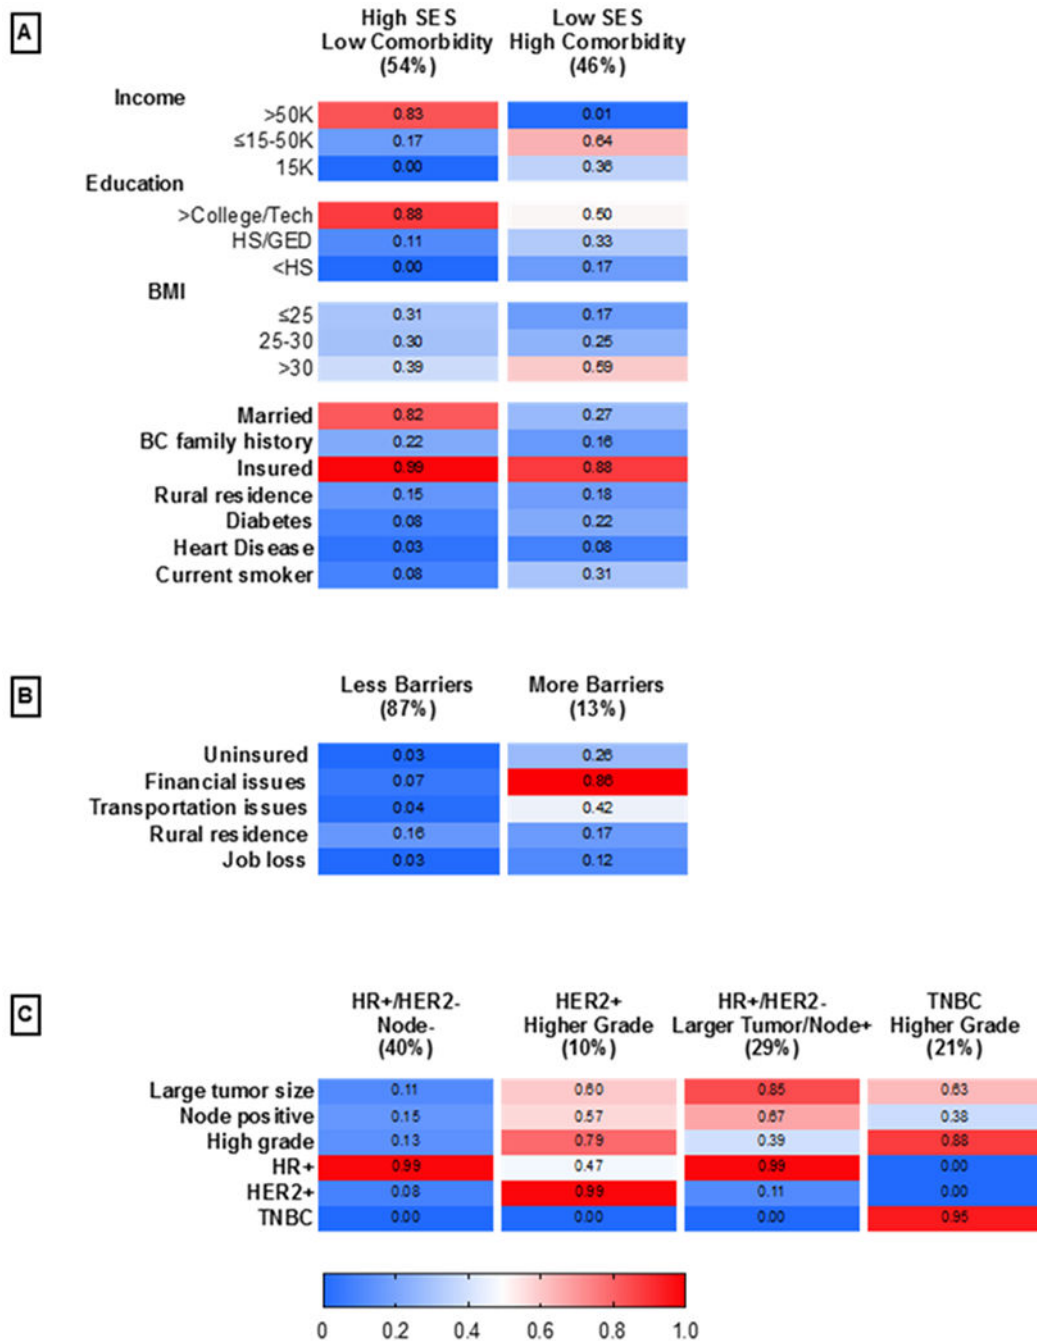 A
High SES Low SES
Low Comorbidity High Comorbidity
(54%) (46%)
Income
>50K 0.83 0.01
≤15-50K 0.17 0.64
15K 0.00 0.36
Education
>College/Tech 0.88 0.50
HS/GED 0.11 0.33
<HS 0.00 0.17
BMI
≤25 0.31 0.17
25-30 0.30 0.25
>30 0.39 0.59
Married 0.82 0.27
BC family history 0.22 0.16
Insured 0.99 0.88
Rural residence 0.15 0.18
Diabetes 0.08 0.22
Heart Disease 0.03 0.08
Current smoker 0.08 0.31
B
Less Barriers More Barriers
(87%) (13%)
Uninsured 0.03 0.26
Financial issues 0.07 0.86
Transportation issues 0.04 0.42
Rural residence 0.16 0.17
Job loss 0.03 0.12
C
HR+/HER2- HER2+ HR+/HER2- TNBC
Node- Higher Grade Larger Tumor/Node+ Higher Grade
(40%) (10%) (29%) (21%)
Large tumor size 0.11 0.60 0.85 0.63
Node positive 0.15 0.57 0.67 0.38
High grade 0.13 0.79 0.39 0.88
HR+ 0.99 0.47 0.99 0.00
HER2+ 0.08 0.99 0.11 0.00
TNBC 0.00 0.00 0.00 0.95
0 0.2 0.4 0.6 0.8 1.0